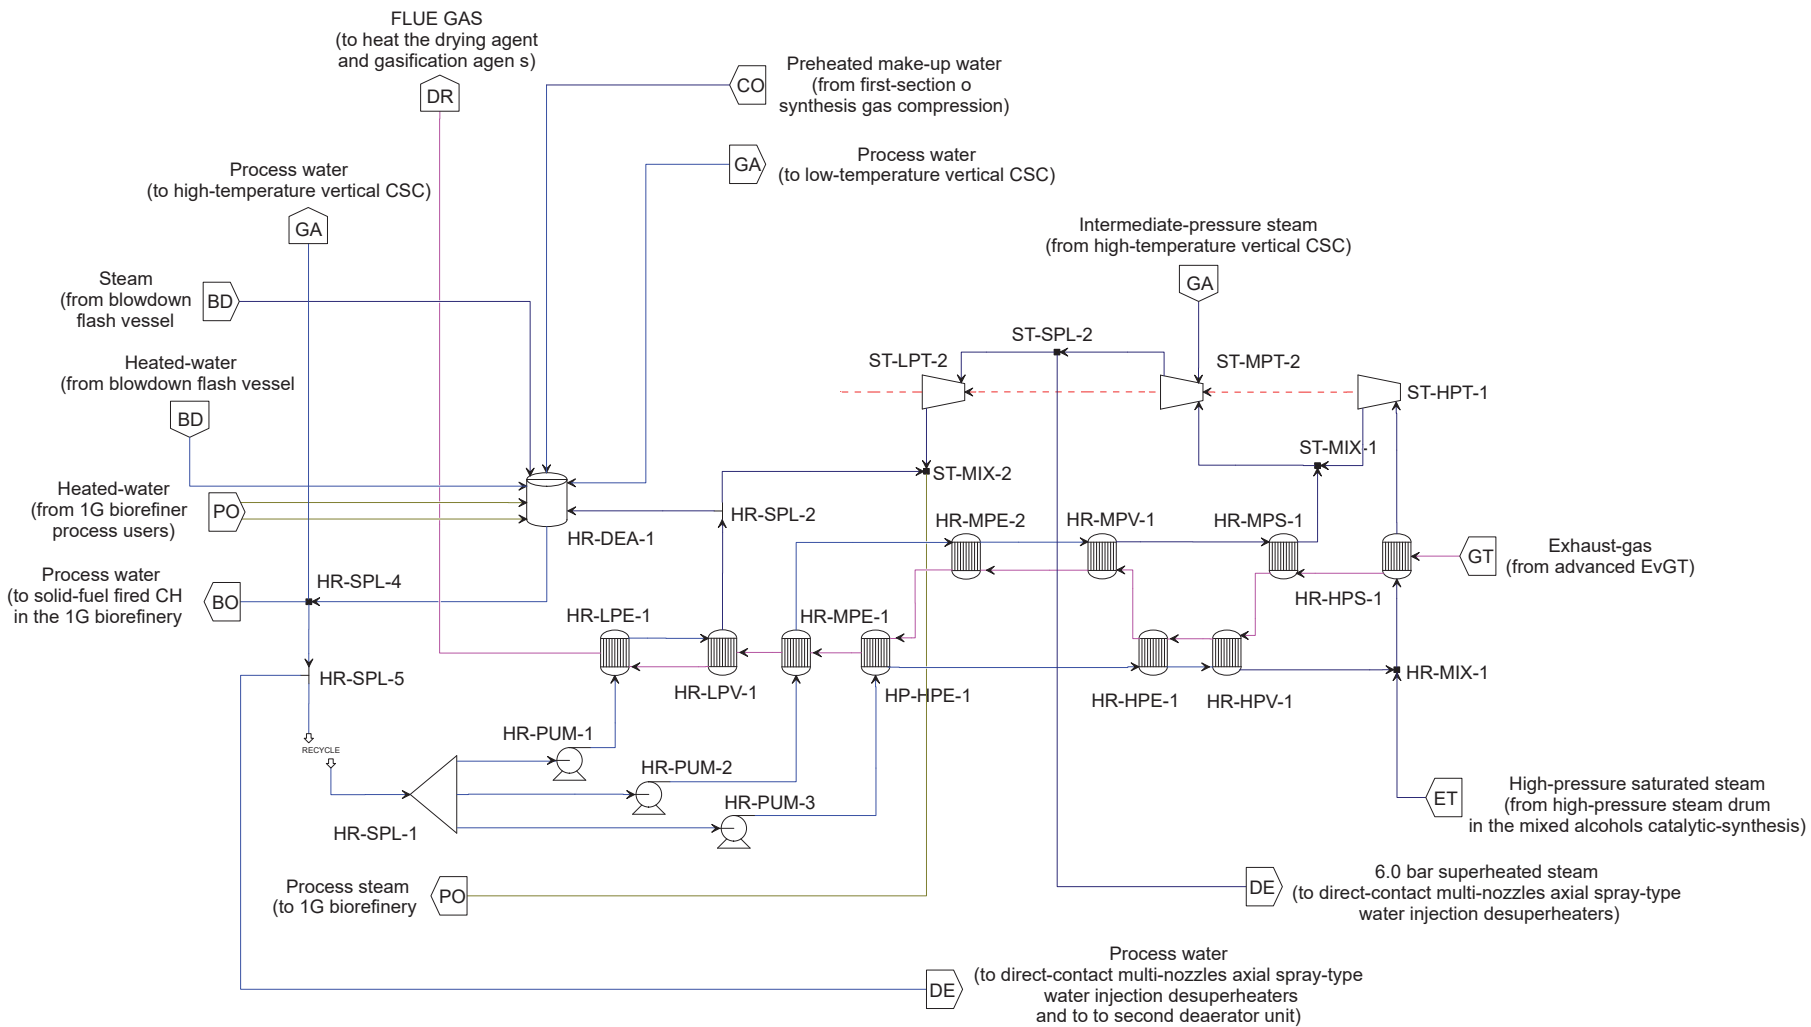 FLUE GAS
(to heat the drying agent
and gasification agen s)
DR
Preheated make-up water
(from first-section o
synthesis gas compression)
CO
Process water
(to low-temperature vertical CSC)
GA
Process water
(to high-temperature vertical CSC)
GA
Intermediate-pressure steam
(from high-temperature vertical CSC)
GA
Steam
(from blowdown
flash vessel
BD
Heated-water
(from blowdown flash vessel
BD
ST-SPL-2
ST-LPT-2
ST-MPT-2
ST-HPT-1
ST-MIX-1
ST-MIX-2
Heated-water
(from 1G biorefiner
process users)
PO
HR-DEA-1
HR-SPL-2
HR-MPE-2
HR-MPV-1
HR-MPS-1
GT
Exhaust-gas
(from advanced EvGT)
Process water
(to solid-fuel fired CH
in the 1G biorefinery
BO
HR-SPL-4
HR-HPS-1
HR-LPE-1
HR-MPE-1
HR-SPL-5
HR-LPV-1
HP-HPE-1
HR-HPE-1
HR-HPV-1
HR-MIX-1
HR-PUM-1
RECYCLE
HR-PUM-2
HR-PUM-3
HR-SPL-1
ET
High-pressure saturated steam
(from high-pressure steam drum
in the mixed alcohols catalytic-synthesis)
Process steam
(to 1G biorefinery
PO
DE
6.0 bar superheated steam
(to direct-contact multi-nozzles axial spray-type
water injection desuperheaters)
DE
Process water
(to direct-contact multi-nozzles axial spray-type
water injection desuperheaters
and to to second deaerator unit)